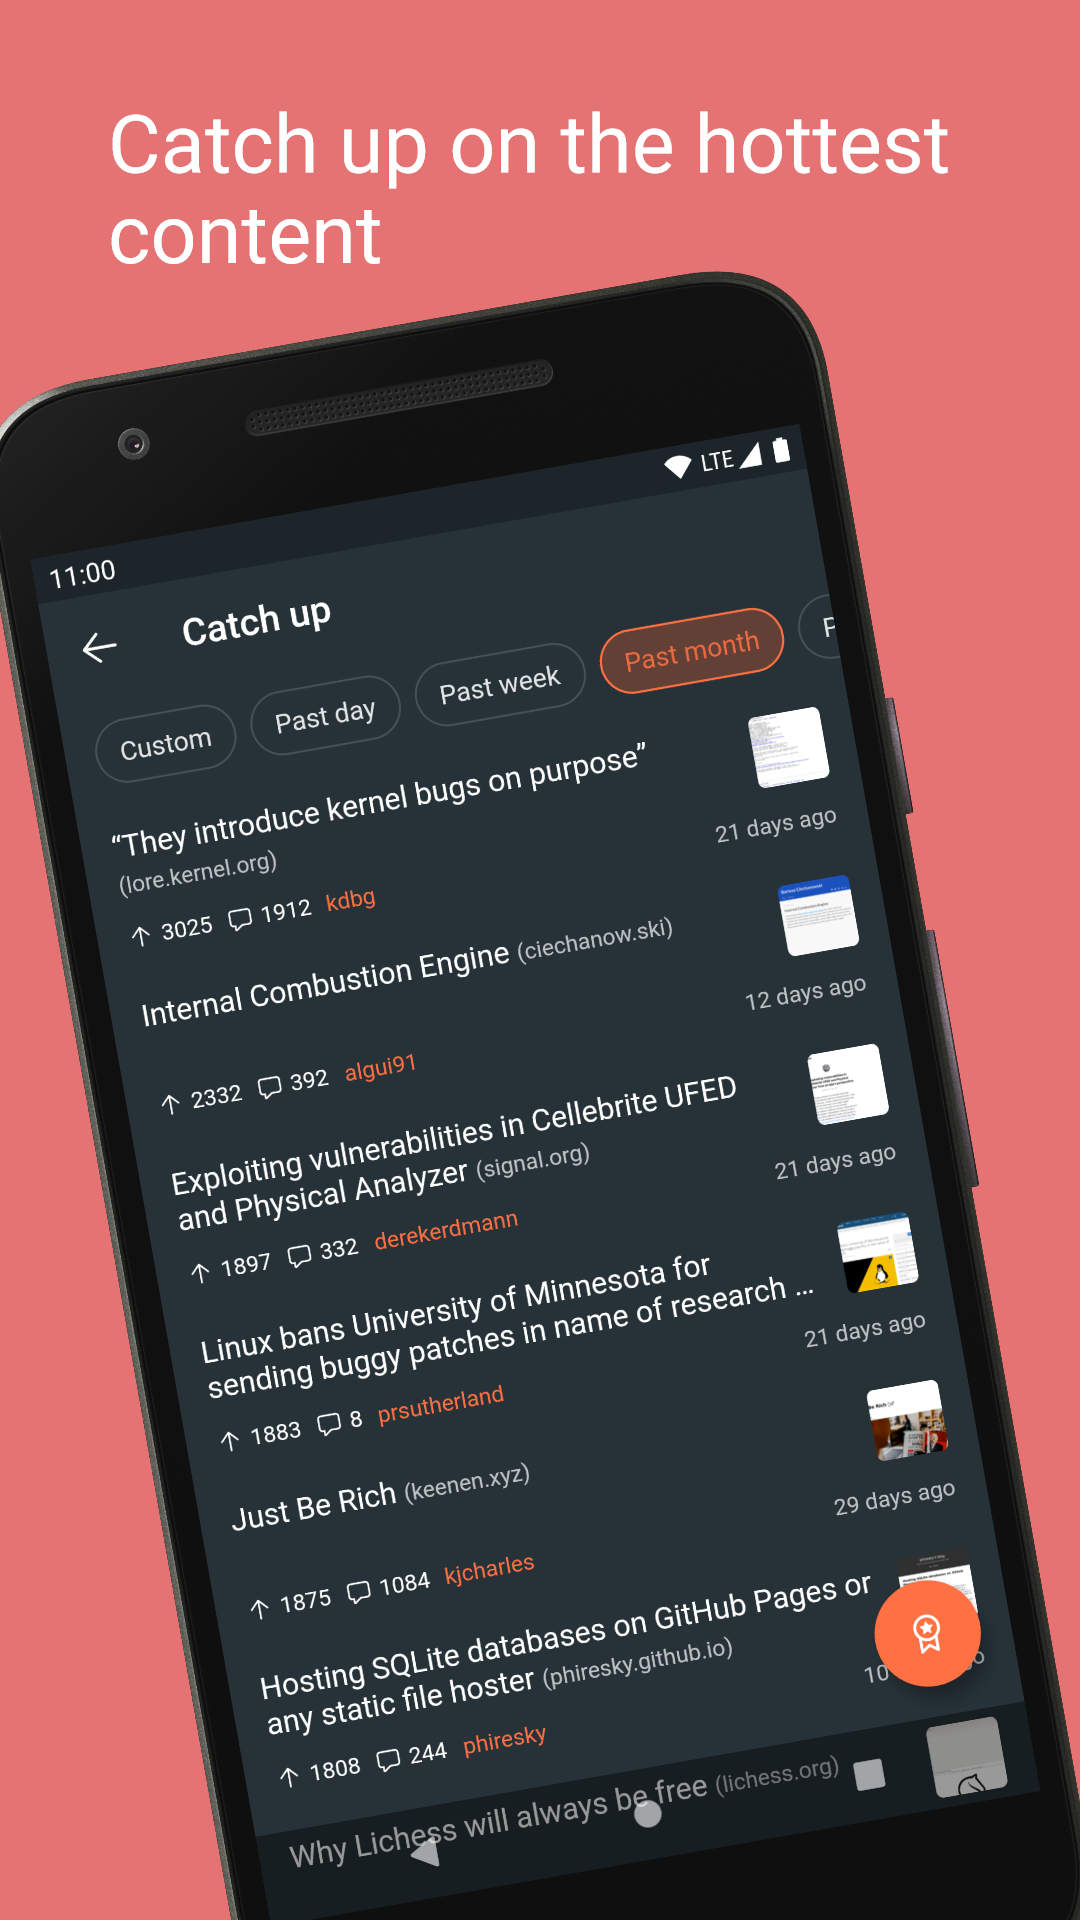 Catch up on the hottest
content
LTE
11:00
Catch up
Custom
Past day
Past week
Past month
P
“They introduce kernel bugs on purpose”
(lore.kernel.org)
21 days ago
3025 1912 kdbg
Internal Combustion Engine (ciechanow.ski)
12 days ago
2332 392 algui91
Exploiting vulnerabilities in Cellebrite UFED
and Physical Analyzer (signal.org)
21 days ago
1897 332 derekerdmann
Linux bans University of Minnesota for
sending buggy patches in name of research ...
21 days ago
1883 8 prsutherland
Just Be Rich (keenen.xyz)
Be Rich
29 days ago
1875 1084 kjcharles
Hosting SQLite databases on GitHub Pages or
any static file hoster (phiresky.github.io)
10
1808 244 phiresky
Why Lichess will always be free (lichess.org)